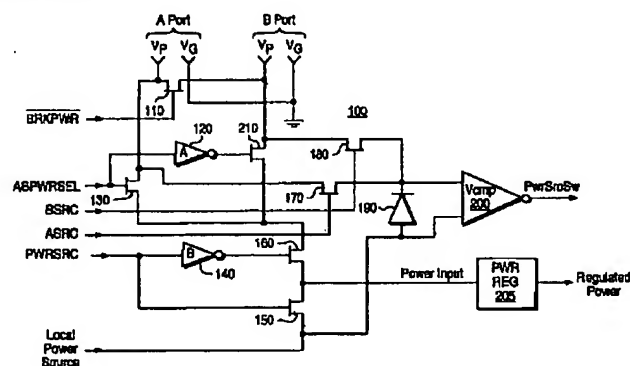 A Port B Port
VP VG VP VG
BRKPWR
110
100
120
210
A
180
ABPWRSEL
130
170
190
Vcmp
200
PwrSrcSw
BSRC
ASRC
160
PWRSRC
B
140
Power Input
PWR
REG
205
Regulated
Power
150
Local
Power
Source